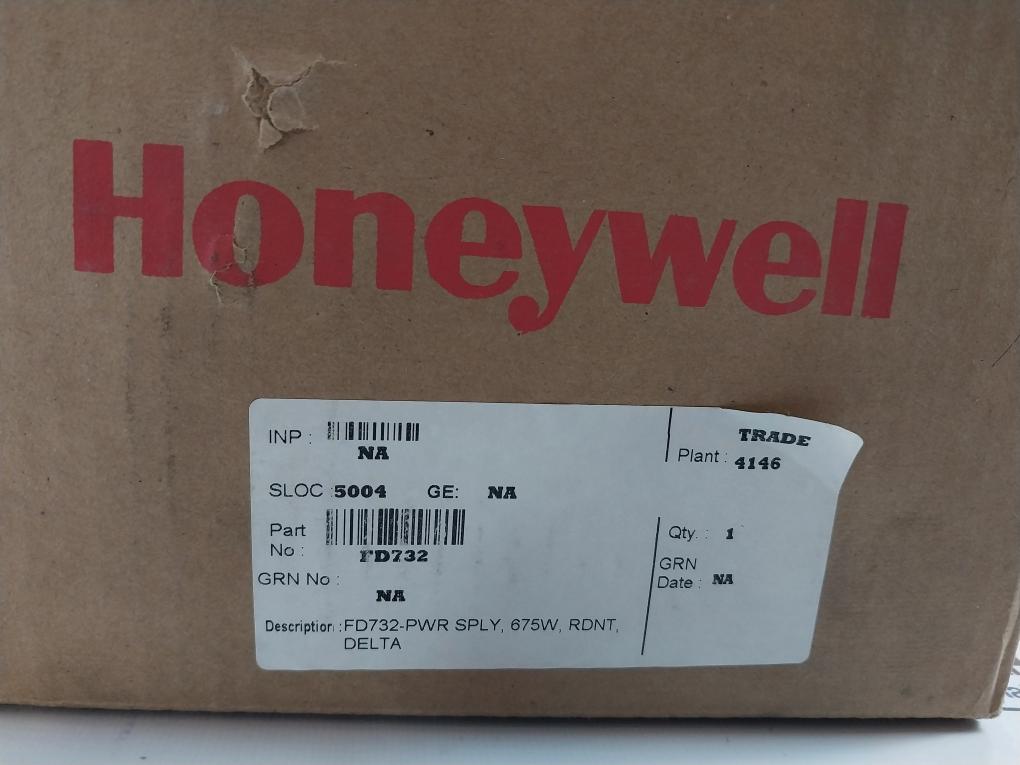 Honeywell
INP : NA
TRADE
Plant : 4146
SLOC : 5004 GE: NA
Part No : FD732
Qty. : 1
GRN No : NA
GRN Date : NA
Description : FD732-PWR SPLY, 675W, RDNT,
DELTA